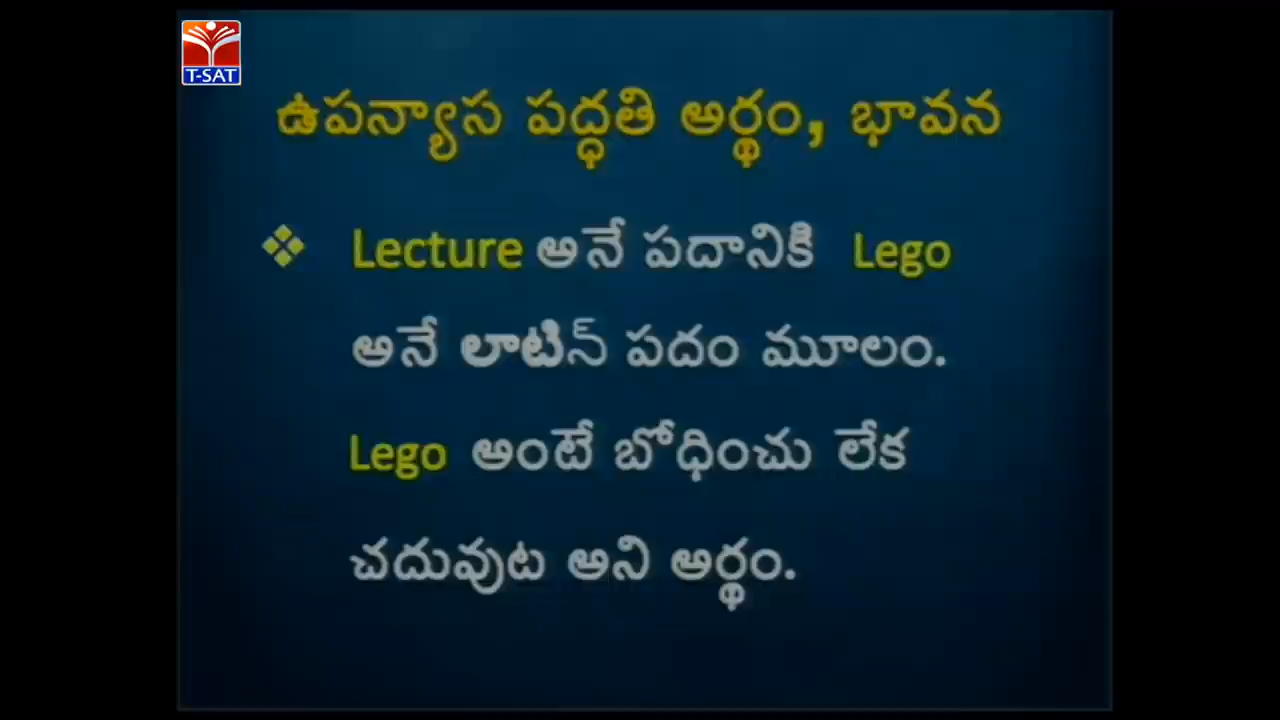 T-SAT
ఉపన్యాస పద్ధతి అర్థం, భావన
❖ Lecture అనే పదానికి Lego
అనే లాటిన్ పదం మూలం.
Lego అంటే బోధించు లేక
చదువుట అని అర్థం.